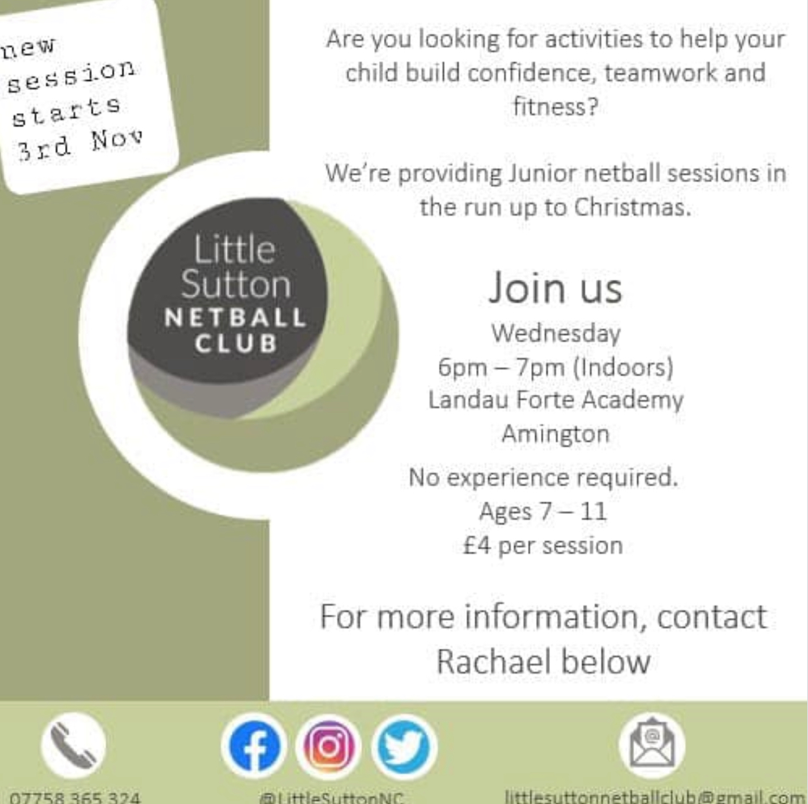 new
session
starts
3rd Nov
Are you looking for activities to help your
child build confidence, teamwork and
fitness?
We're providing Junior netball sessions in
the run up to Christmas.
Little
Sutton
NETBALL
CLUB
Join us
Wednesday
6pm – 7pm (Indoors)
Landau Forte Academy
Amington
No experience required.
Ages 7 – 11
£4 per session
For more information, contact
Rachael below
07758 365 324
@LittleSuttonNC
littlesuttonnetballclub@gmail.com